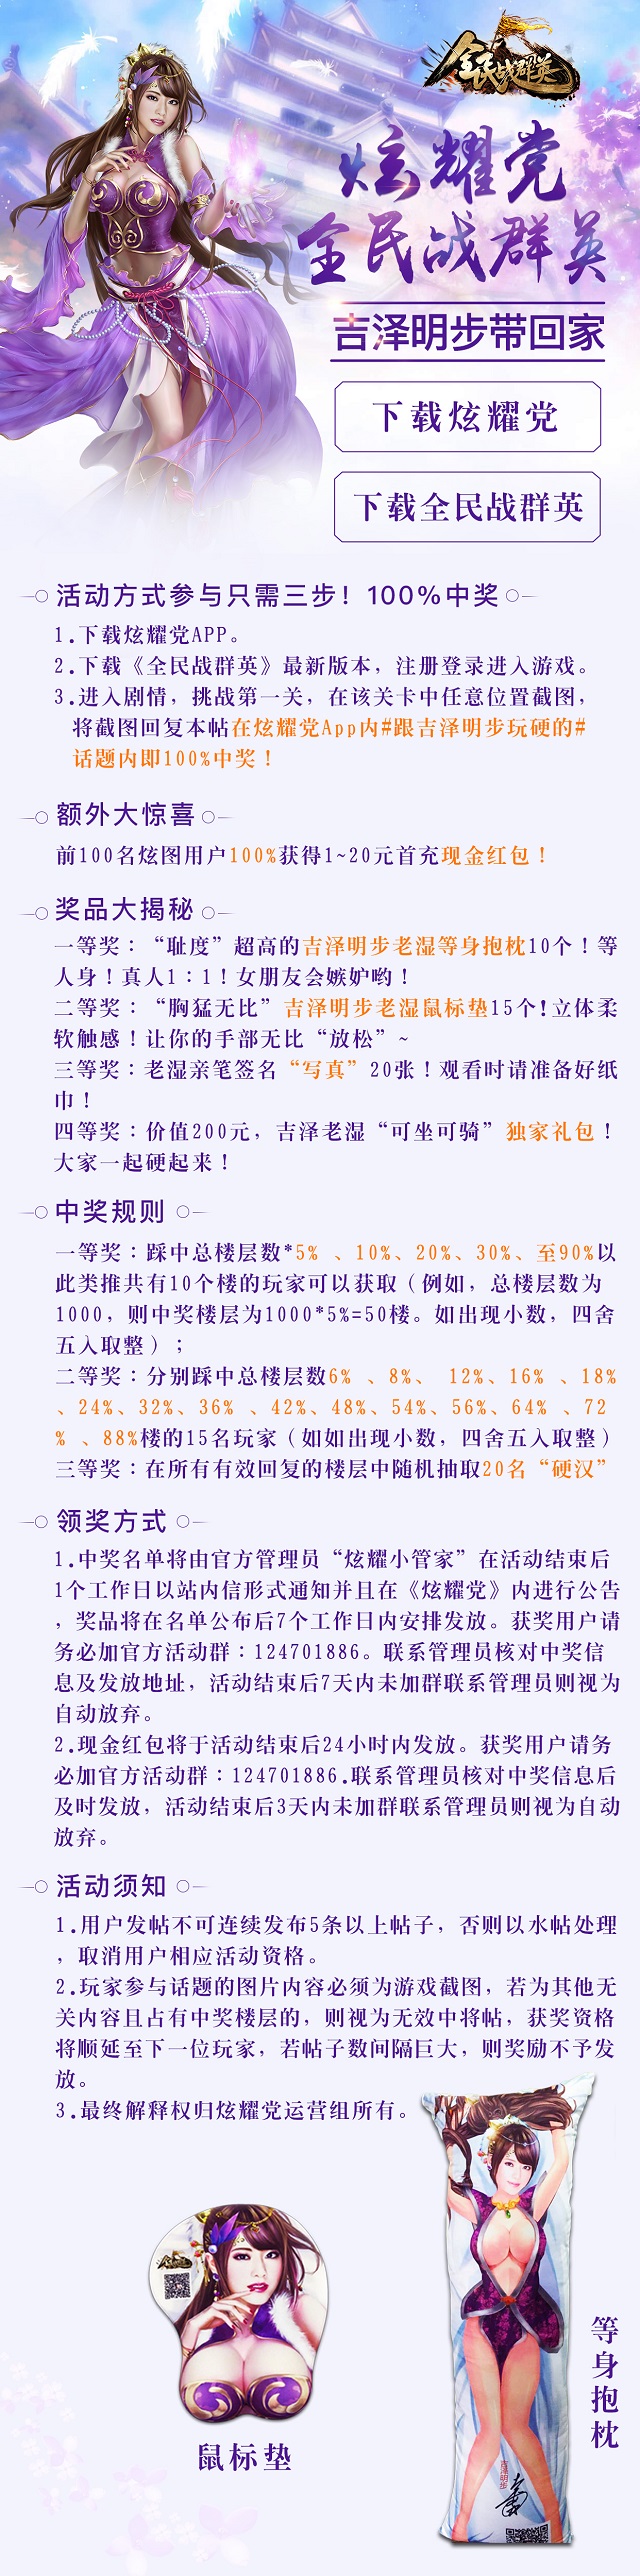 全民战群英
炫耀党
全民战群英
吉泽明步带回家
下载炫耀党
下载全民战群英
活动方式参与只需三步！100%中奖
1.下载炫耀党APP。
2.下载《全民战群英》最新版本，注册登录进入游戏。
3.进入剧情，挑战第一关，在该关卡中任意位置截图，
将截图回复本帖在炫耀党App内#跟吉泽明步玩硬的#
话题内即100%中奖！
额外大惊喜
前100名炫图用户100%获得1~20元首充现金红包！
奖品大揭秘
一等奖：“耻度”超高的吉泽明步老湿等身抱枕10个！等
人身！真人1：1！女朋友会嫉妒哟！
二等奖：“胸猛无比”吉泽明步老湿鼠标垫15个!立体柔
软触感！让你的手部无比“放松”~
三等奖：老湿亲笔签名“写真”20张！观看时请准备好纸
巾！
四等奖：价值200元，吉泽老湿“可坐可骑”独家礼包！
大家一起硬起来！
中奖规则
一等奖：踩中总楼层数*5% 、10%、20%、30%、至90%以
此类推共有10个楼的玩家可以获取（例如，总楼层数为
1000，则中奖楼层为1000*5%=50楼。如出现小数，四舍
五入取整）；
二等奖：分别踩中总楼层数6% 、8%、 12%、16% 、18%
、24%、32%、36% 、42%、48%、54%、56%、64% 、72
% 、88%楼的15名玩家（如如出现小数，四舍五入取整）
三等奖：在所有有效回复的楼层中随机抽取20名“硬汉”
领奖方式
1.中奖名单将由官方管理员“炫耀小管家”在活动结束后
1个工作日以站内信形式通知并且在《炫耀党》内进行公告
，奖品将在名单公布后7个工作日内安排发放。获奖用户请
务必加官方活动群：124701886。联系管理员核对中奖信
息及发放地址，活动结束后7天内未加群联系管理员则视为
自动放弃。
2.现金红包将于活动结束后24小时内发放。获奖用户请务
必加官方活动群：124701886.联系管理员核对中奖信息后
及时发放，活动结束后3天内未加群联系管理员则视为自动
放弃。
活动须知
1.用户发帖不可连续发布5条以上帖子，否则以水帖处理
，取消用户相应活动资格。
2.玩家参与话题的图片内容必须为游戏截图，若为其他无
关内容且占有中奖楼层的，则视为无效中将帖，获奖资格
将顺延至下一位玩家，若帖子数间隔巨大，则奖励不予发
放。
3.最终解释权归炫耀党运营组所有。
鼠标垫
等身抱枕
吉泽明步